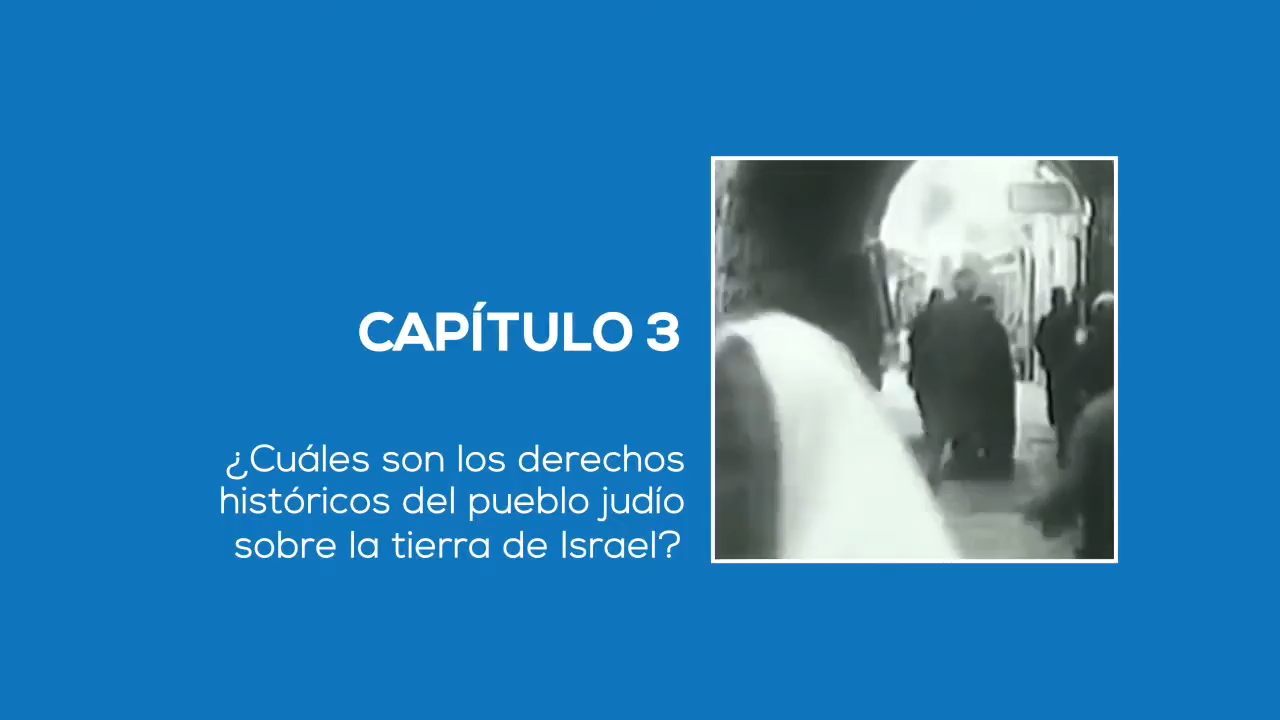 CAPÍTULO 3
¿Cuáles son los derechos
históricos del pueblo judío
sobre la tierra de Israel?